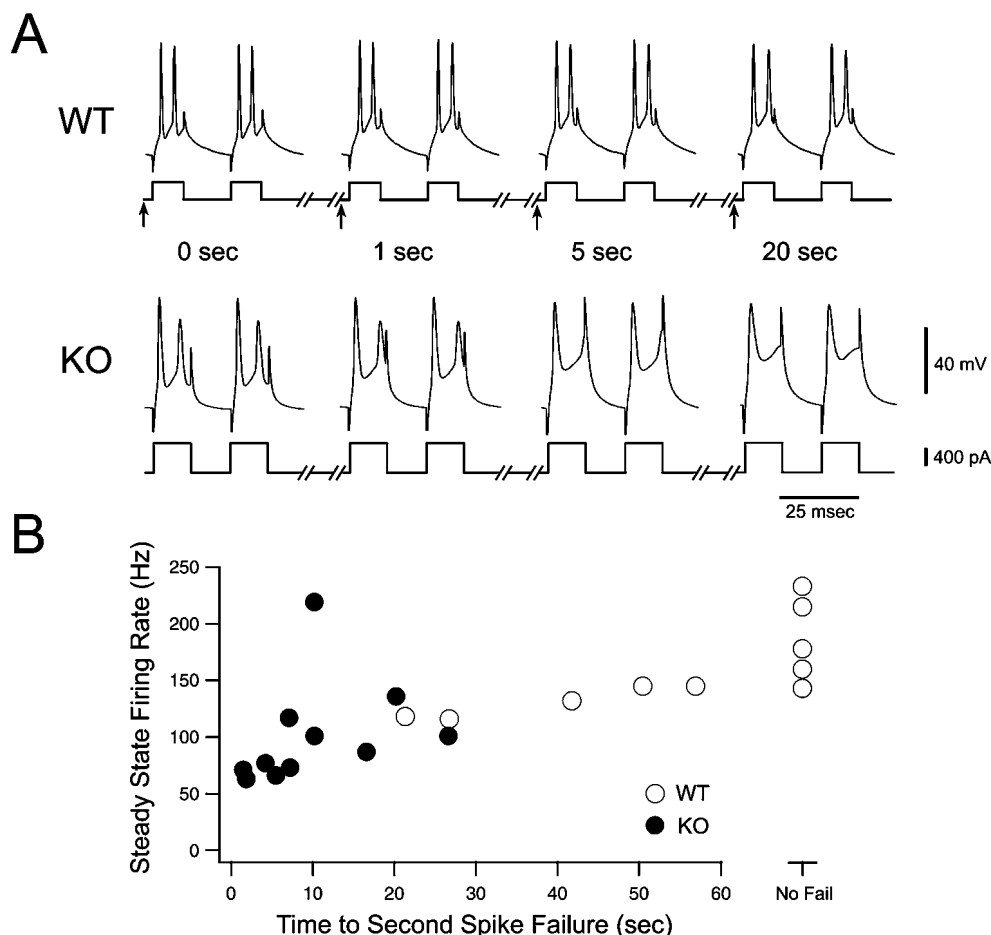 A
WT
0 sec
1 sec
5 sec
20 sec
KO
40 mV
400 pA
25 msec
B
Steady State Firing Rate (Hz)
250
200
150
100
50
0
WT
KO
0
10
20
30
40
50
60
No Fail
Time to Second Spike Failure (sec)